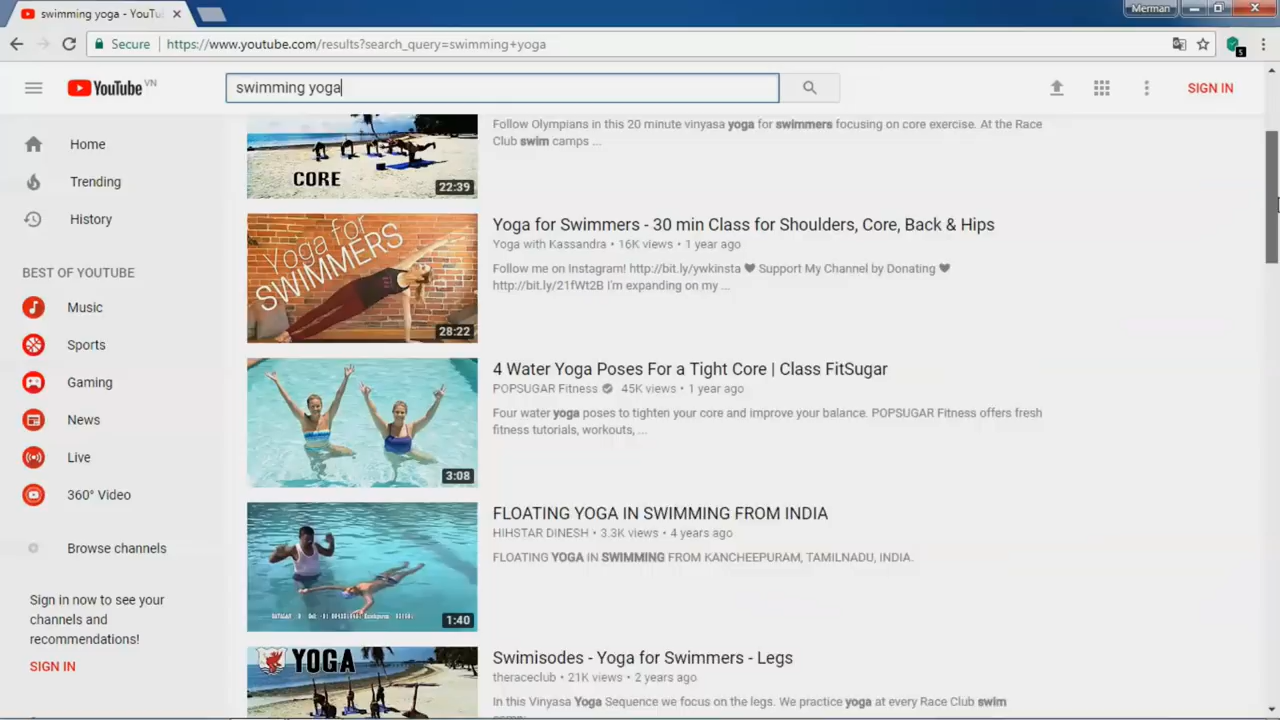 swimming yoga - YouTu
Merman
Secure
https://www.youtube.com/results?search_query=swimming+yoga
5
YouTube VN
swimming yoga
SIGN IN
Home
Trending
History
BEST OF YOUTUBE
Music
Sports
Gaming
News
Live
360° Video
Browse channels
Sign in now to see your
channels and
recommendations!
SIGN IN
CORE
22:39
Follow Olympians in this 20 minute vinyasa yoga for swimmers focusing on core exercise. At the Race
Club swim camps ...
Yoga for
SWIMMERS
28:22
Yoga for Swimmers - 30 min Class for Shoulders, Core, Back & Hips
Yoga with Kassandra • 16K views • 1 year ago
Follow me on Instagram! http://bit.ly/ywkinsta ❤ Support My Channel by Donating ❤
http://bit.ly/21fWt2B I'm expanding on my ...
3:08
4 Water Yoga Poses For a Tight Core | Class FitSugar
POPSUGAR Fitness 45K views • 1 year ago
Four water yoga poses to tighten your core and improve your balance. POPSUGAR Fitness offers fresh
fitness tutorials, workouts, ...
1:40
FLOATING YOGA IN SWIMMING FROM INDIA
HIHSTAR DINESH • 3.3K views • 4 years ago
FLOATING YOGA IN SWIMMING FROM KANCHEEPURAM, TAMILNADU, INDIA.
YOGA
Swimisodes - Yoga for Swimmers - Legs
theraceclub • 21K views • 2 years ago
In this Vinyasa Yoga Sequence we focus on the legs. We practice yoga at every Race Club swim